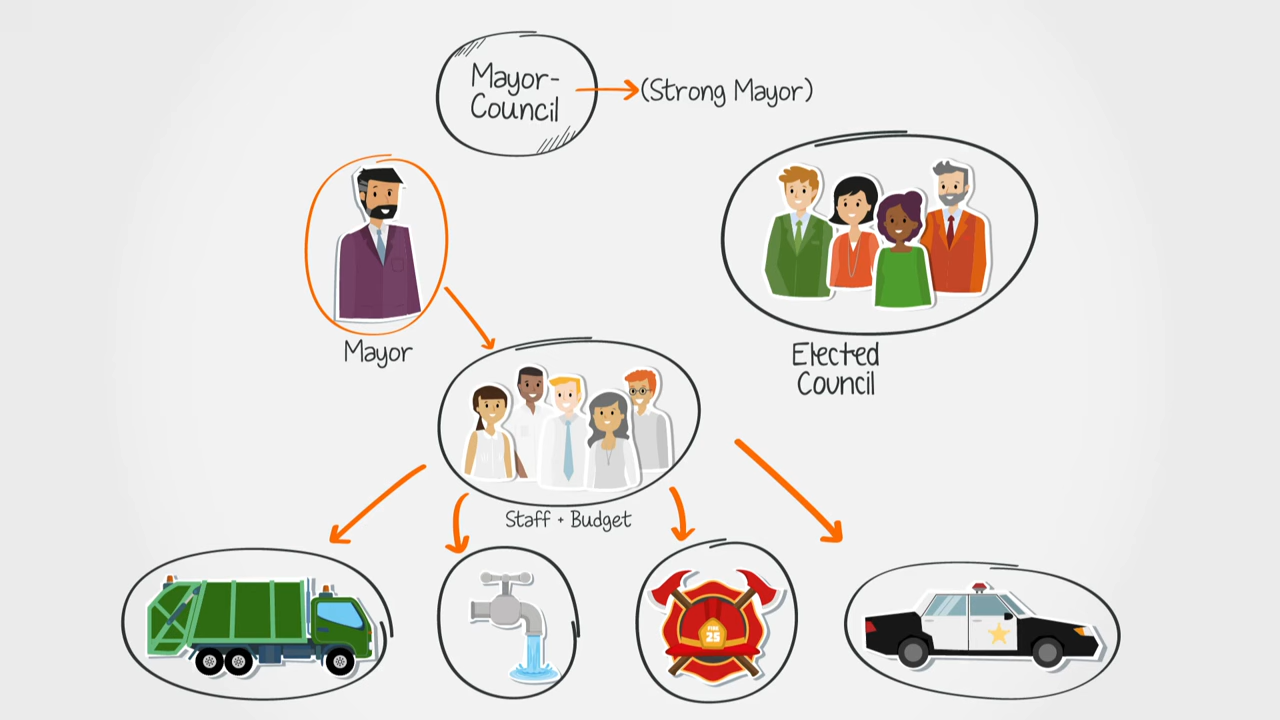 Mayor-
Council
(Strong Mayor)
Mayor
Elected
Council
Staff + Budget
FIRE
25